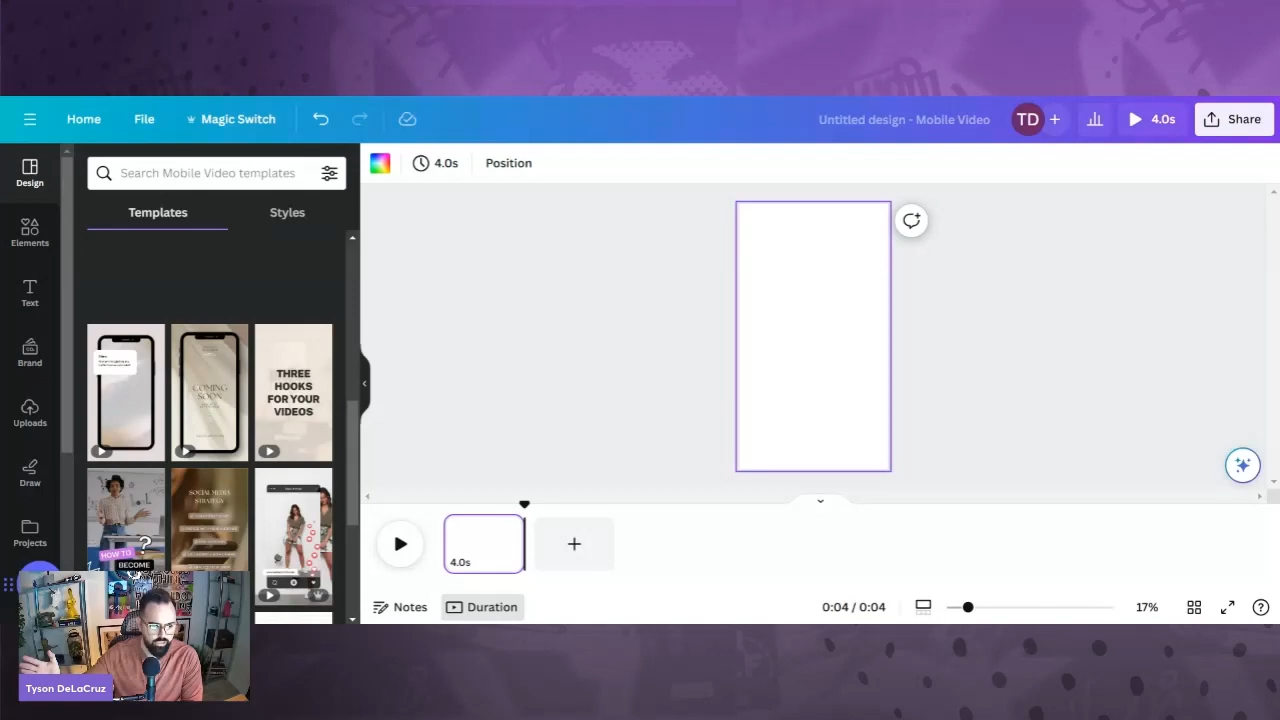 Home File Magic Switch Untitled design - Mobile Video TD + 4.0s Share
Design
Search Mobile Video templates
4.0s Position
Templates Styles
Elements
Text
Brand
Uploads
Draw
Projects
COMING
SOON
THREE
HOOKS
FOR YOUR
VIDEOS
HOW TO
BECOME
?
SOCIAL MEDIA
STRATEGY
4.0s
+
Notes Duration 0:04 / 0:04 17%
Tyson DeLaCruz